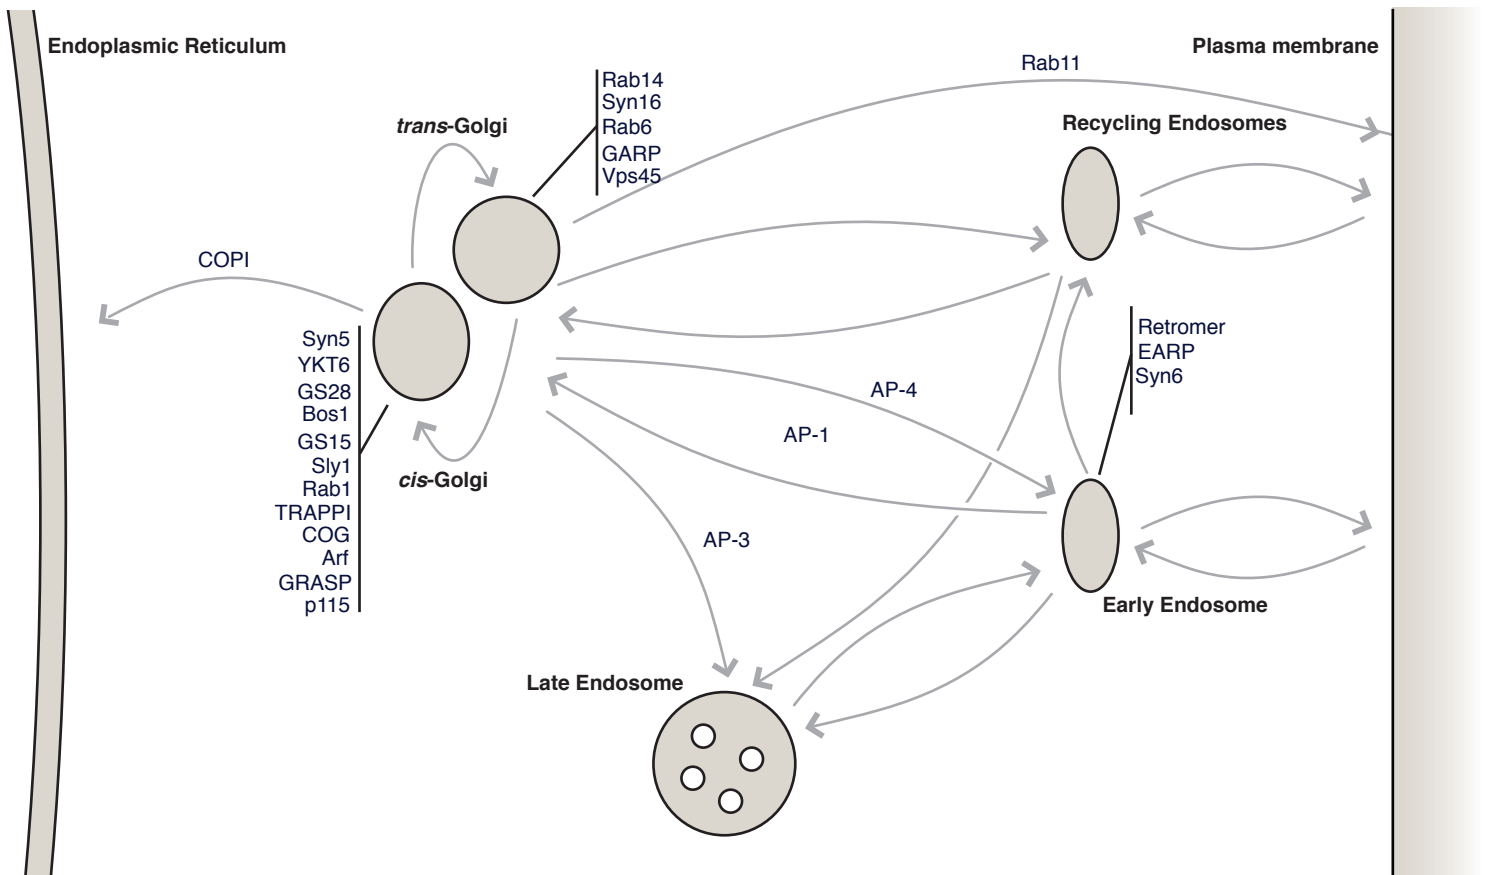 Endoplasmic Reticulum
Plasma membrane
Rab11
Rab14
Syn16
Rab6
GARP
Vps45
trans-Golgi
Recycling Endosomes
COPI
Syn5
YKT6
GS28
Bos1
GS15
Sly1
Rab1
TRAPPI
COG
Arf
GRASP
p115
cis-Golgi
Retromer
EARP
Syn6
AP-4
AP-1
AP-3
Early Endosome
Late Endosome